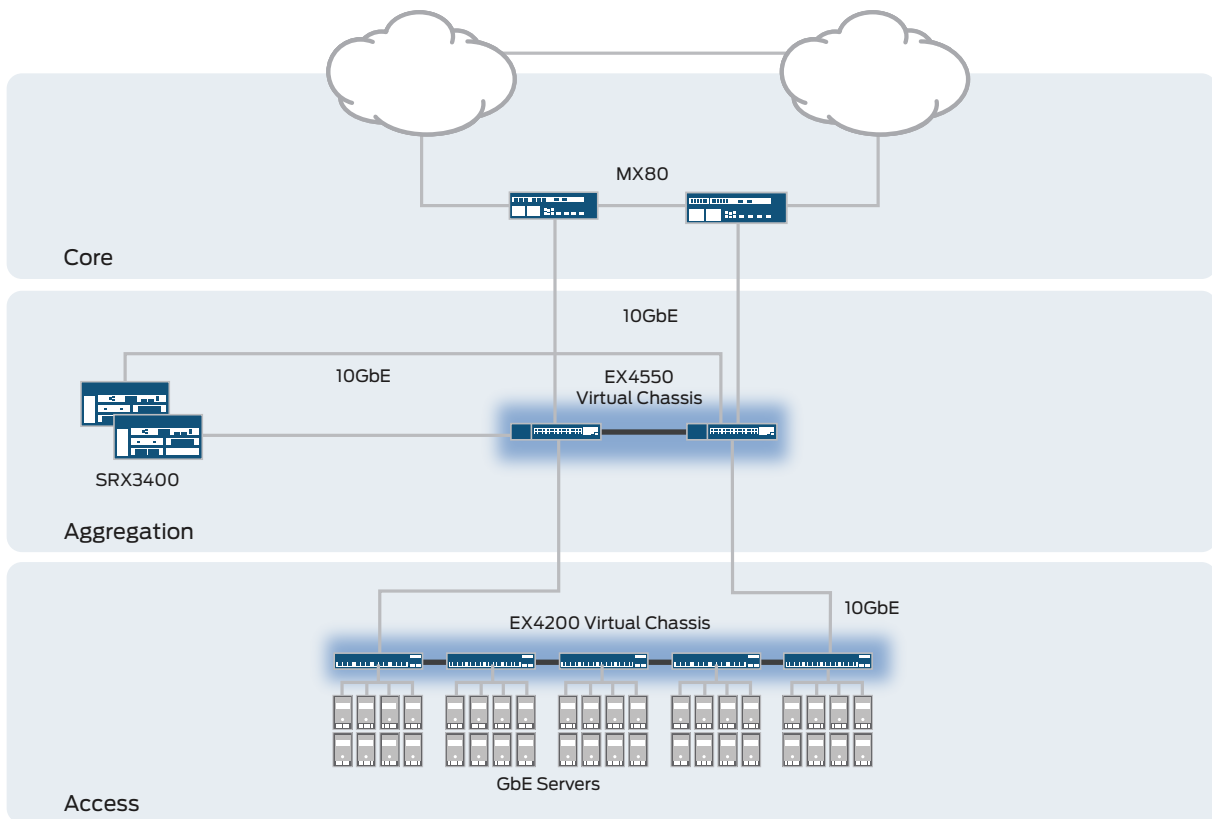 MX80
Core
10GbE
10GbE
EX4550
Virtual Chassis
SRX3400
Aggregation
10GbE
EX4200 Virtual Chassis
GbE Servers
Access